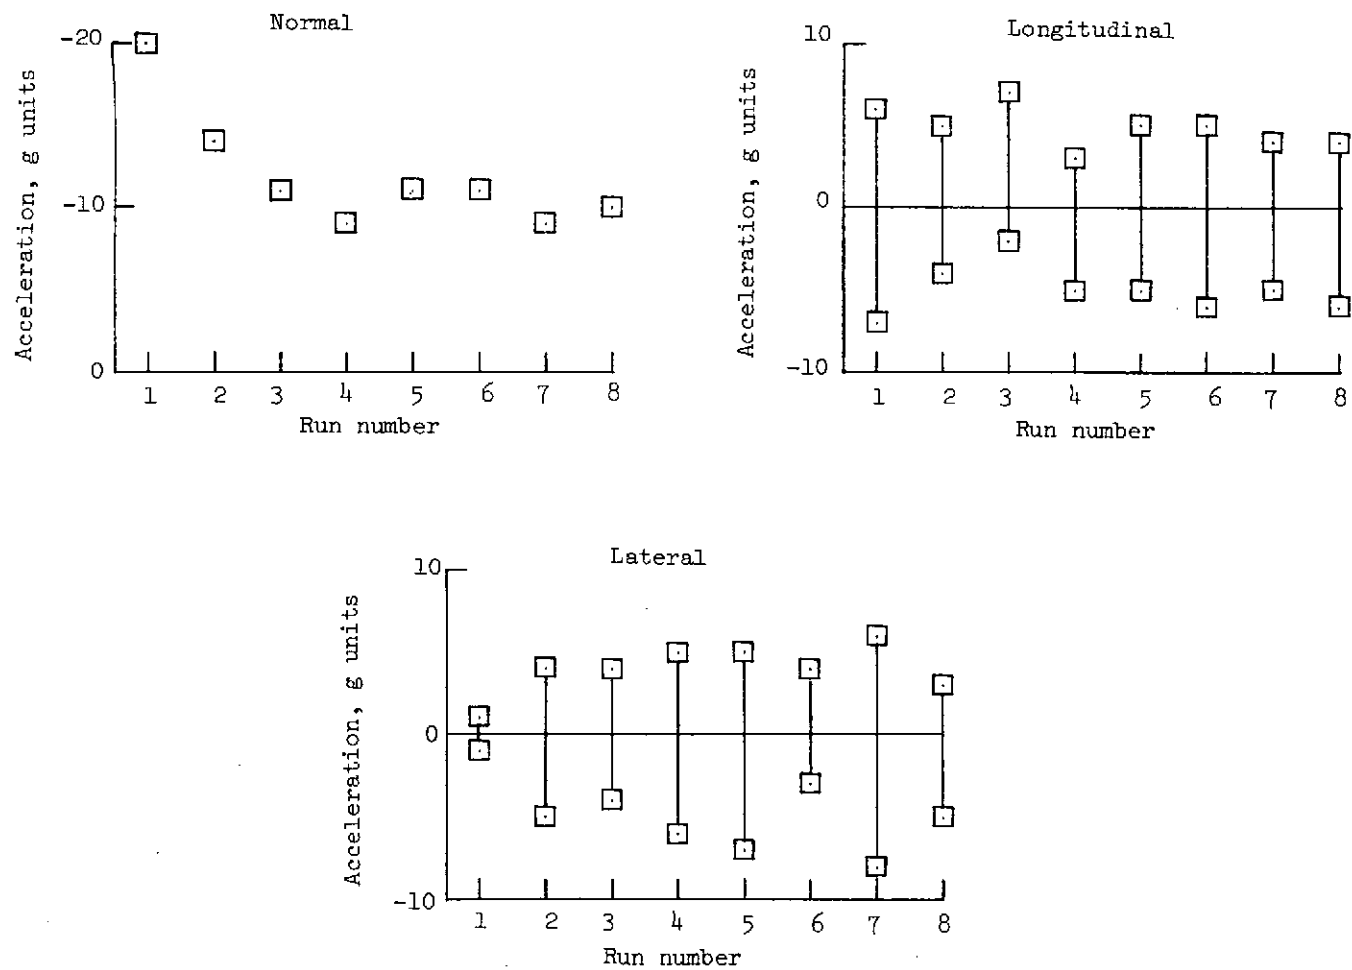 Normal
Acceleration, g units
-20
-10
0
1 2 3 4 5 6 7 8
Run number
Longitudinal
Acceleration, g units
10
0
-10
1 2 3 4 5 6 7 8
Run number
Lateral
Acceleration, g units
10
0
-10
1 2 3 4 5 6 7 8
Run number